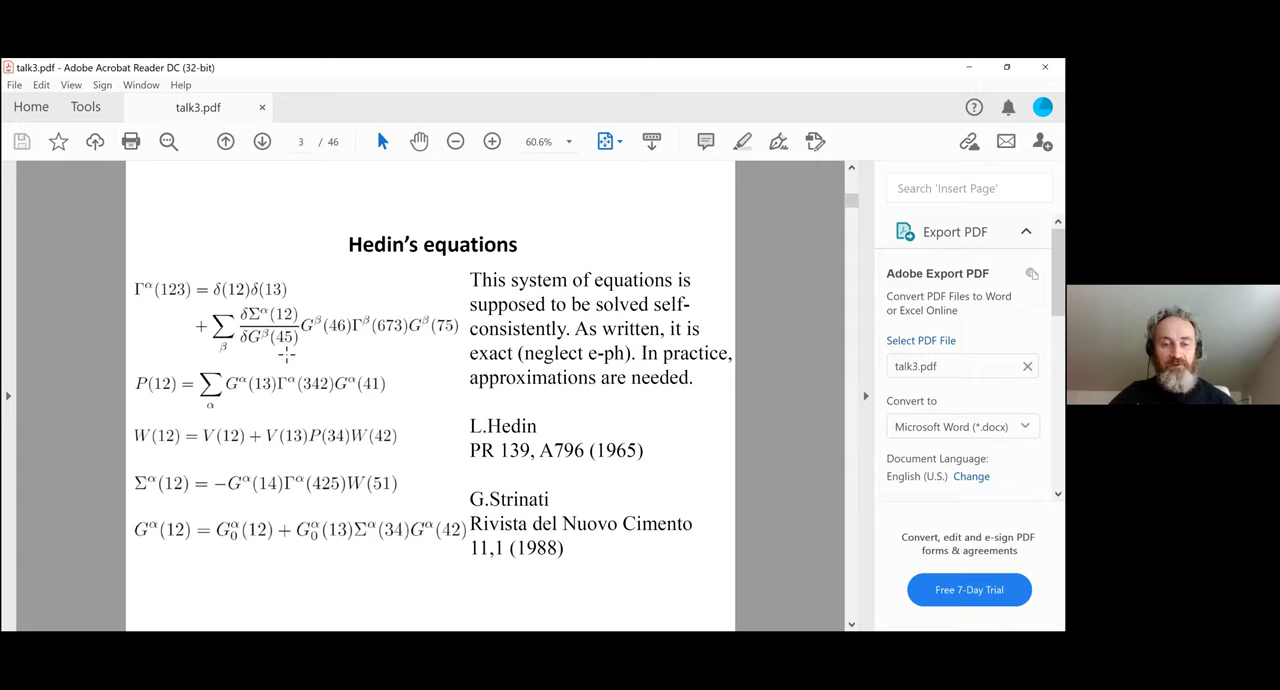 talk3.pdf - Adobe Acrobat Reader DC (32-bit)
File Edit View Sign Window Help
Home Tools talk3.pdf
3 / 46 60.6%
Hedin's equations
Γ^α(123) = δ(12)δ(13)
+ ∑_β δΣ^α(12)/δG^β(45) G^β(46)Γ^β(673)G^β(75)
P(12) = ∑_α G^α(13)Γ^α(342)G^α(41)
W(12) = V(12) + V(13)P(34)W(42)
Σ^α(12) = −G^α(14)Γ^α(425)W(51)
G^α(12) = G_0^α(12) + G_0^α(13)Σ^α(34)G^α(42)
This system of equations is
supposed to be solved self-
consistently. As written, it is
exact (neglect e-ph). In practice,
approximations are needed.
L.Hedin
PR 139, A796 (1965)
G.Strinati
Rivista del Nuovo Cimento
11,1 (1988)
Search 'Insert Page'
Export PDF
Adobe Export PDF
Convert PDF Files to Word
or Excel Online
Select PDF File
talk3.pdf
Convert to
Microsoft Word (*.docx)
Document Language:
English (U.S.) Change
Convert, edit and e-sign PDF
forms & agreements
Free 7-Day Trial